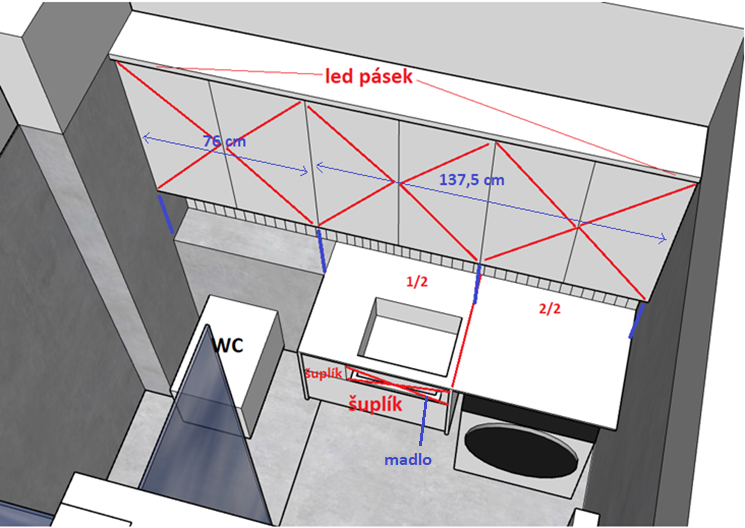 led pásek
76 cm
137,5 cm
1/2
2/2
WC
šuplík
šuplík
madlo